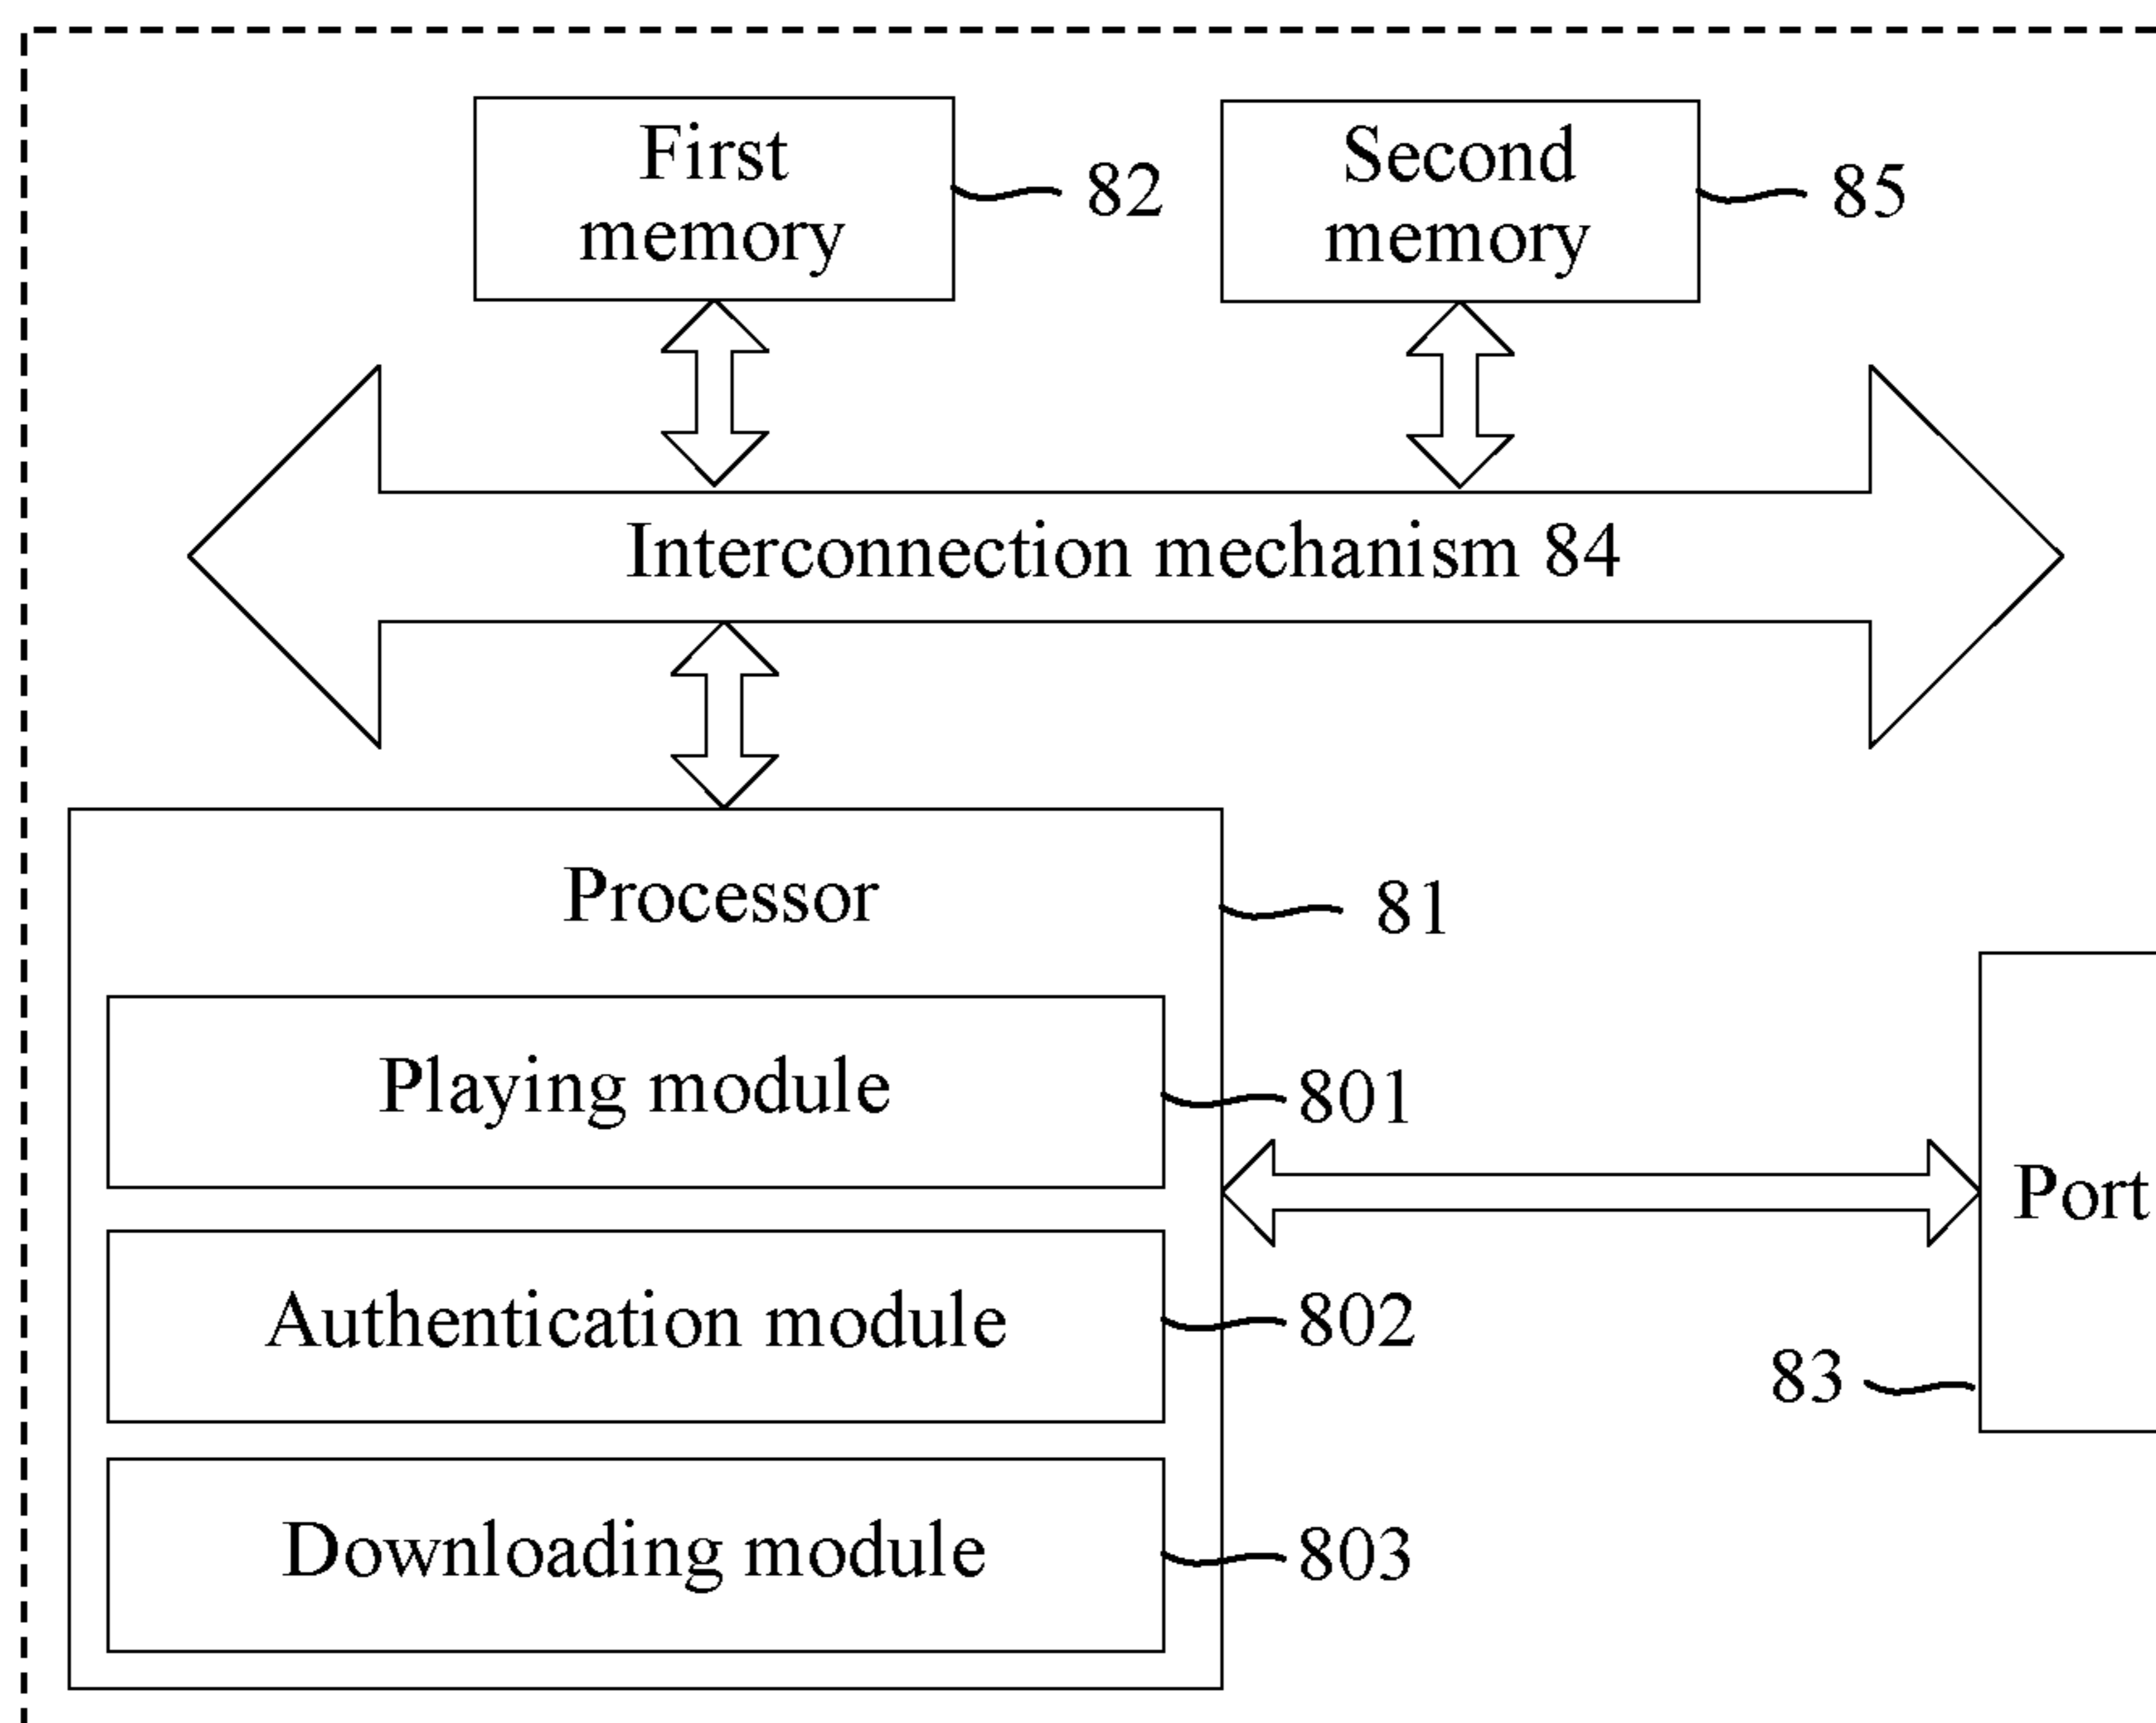 First
memory
82
Second
memory
85
Interconnection mechanism 84
Processor
81
Playing module
801
Port
Authentication module
802
83
Downloading module
803